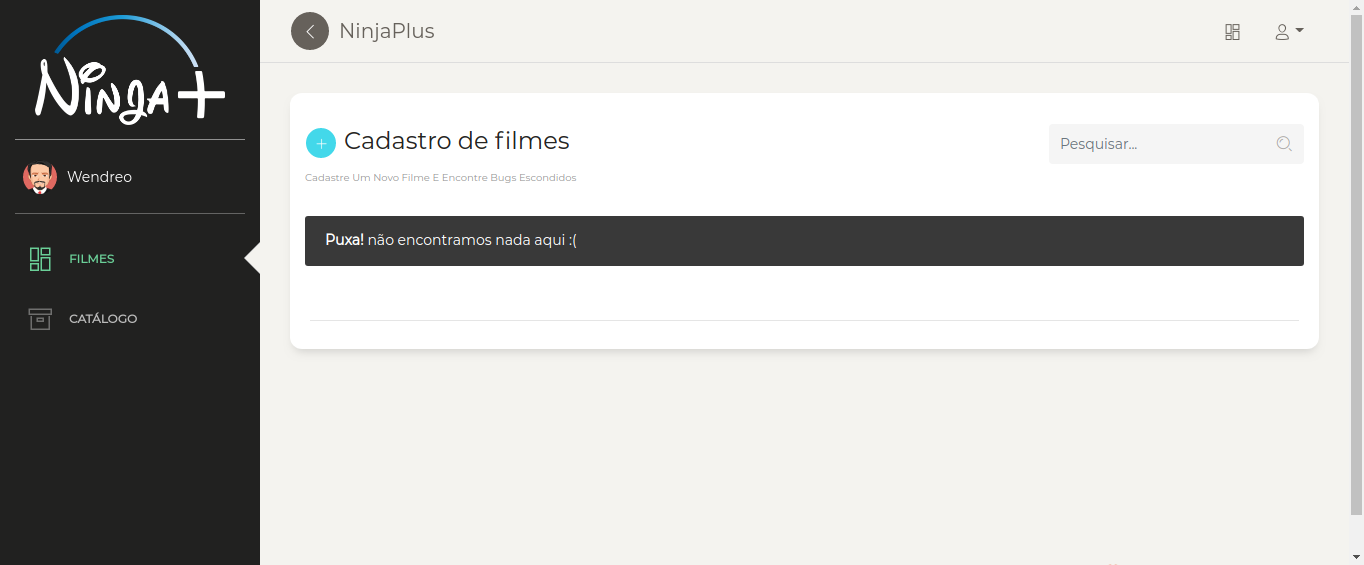 Ninja+
NinjaPlus
Wendreo
FILMES
CATÁLOGO
Cadastro de filmes
Pesquisar...
Cadastre Um Novo Filme E Encontre Bugs Escondidos
Puxa! não encontramos nada aqui :(